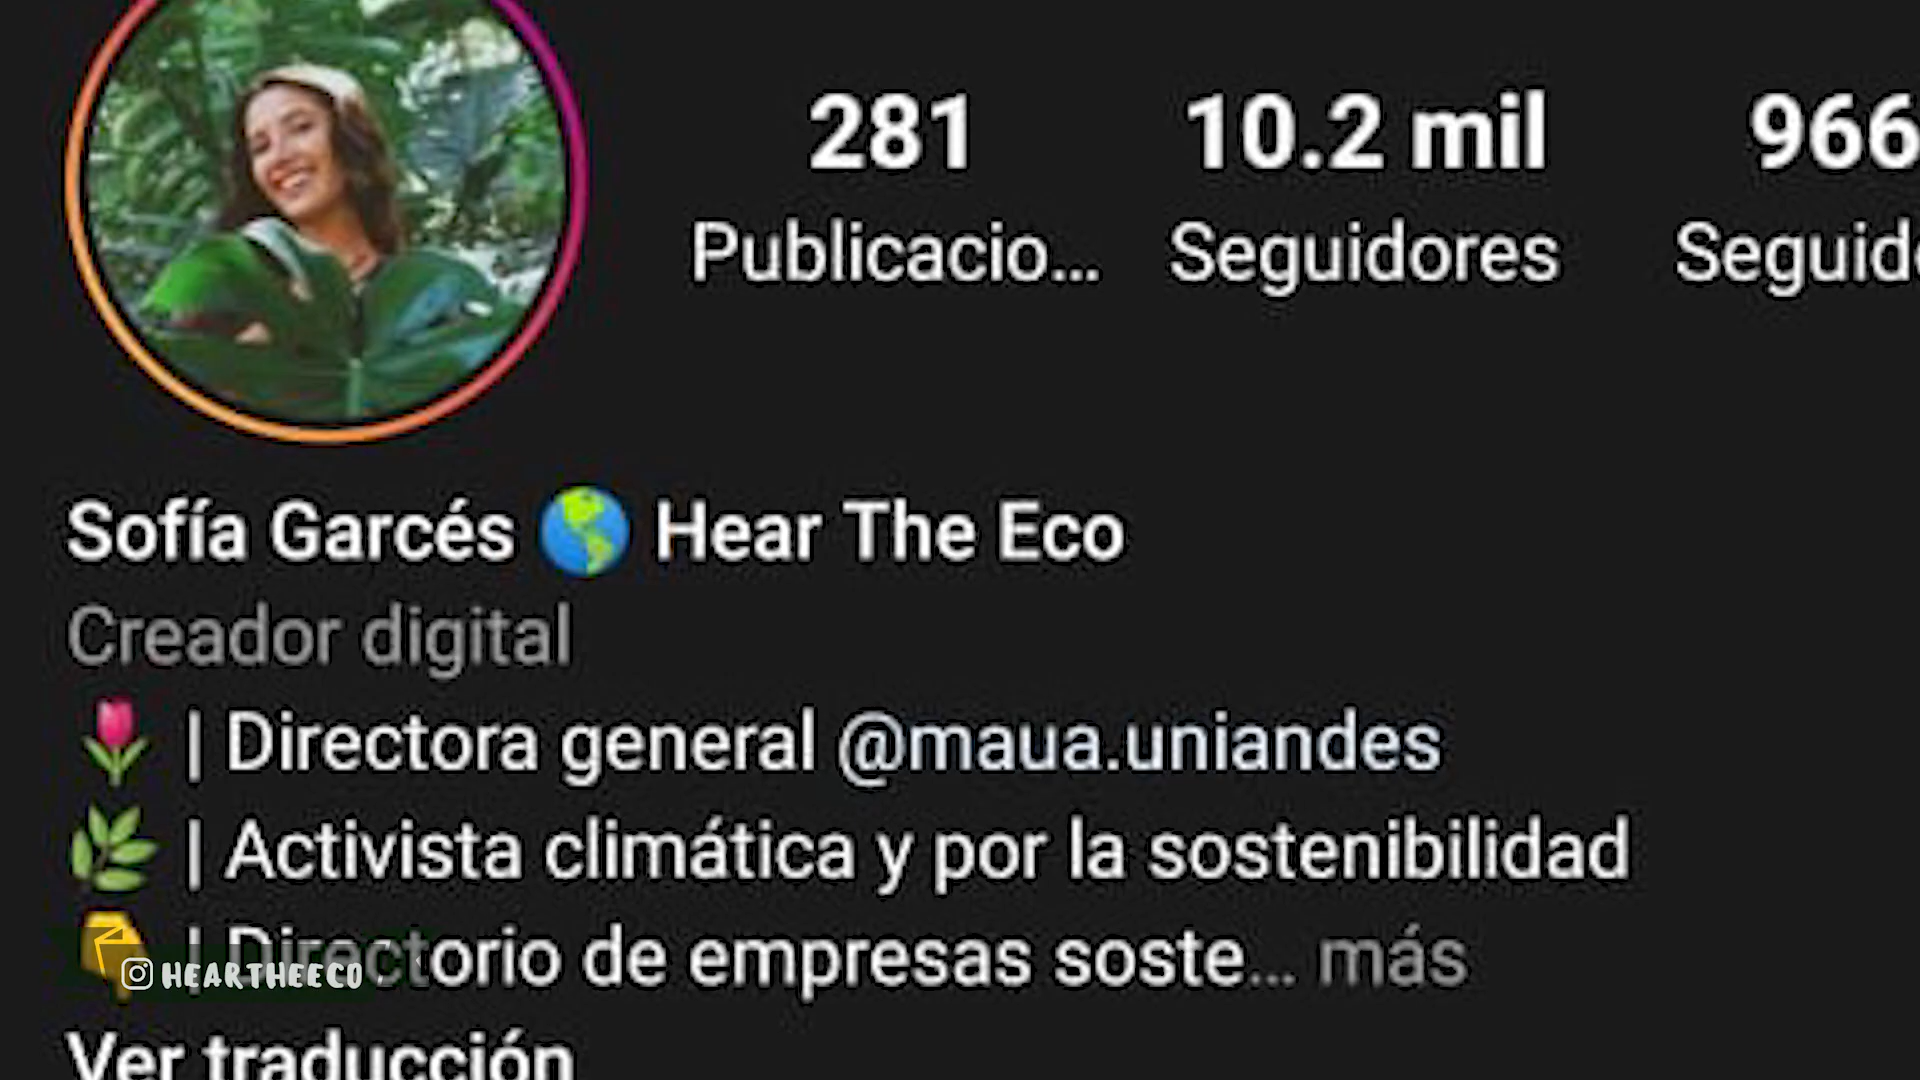 281 10.2 mil 966
Publicacio... Seguidores Seguido
Sofía Garcés 🌎 Hear The Eco
Creador digital
🌷 | Directora general @maua.uniandes
🌿 | Activista climática y por la sostenibilidad
👇 | Directorio de empresas soste... más
HEARTHEECO
Ver traducción